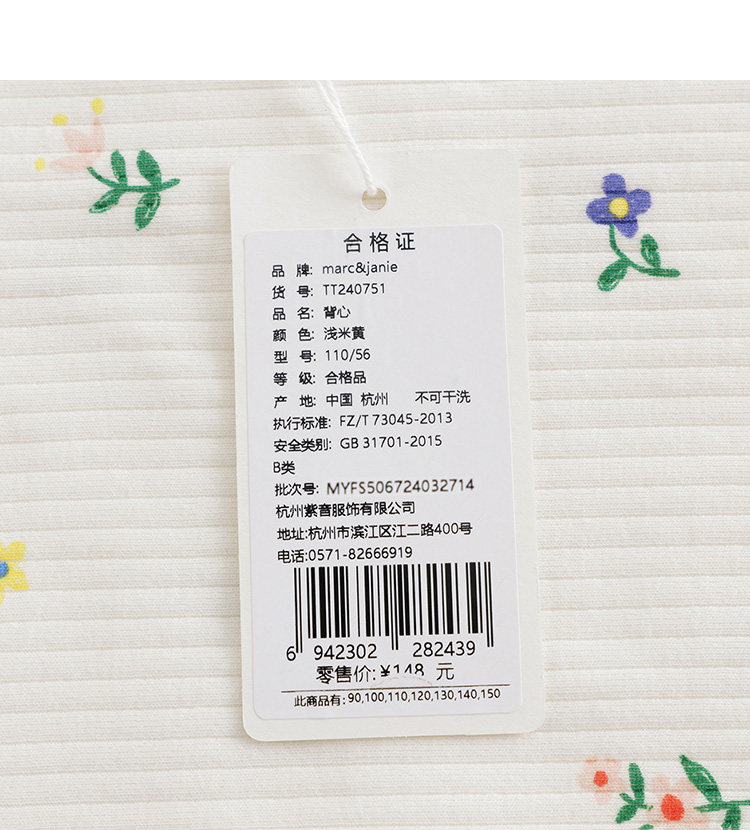 合格证
品 牌: marc&janie
货 号: TT240751
品 名: 背心
颜 色: 浅米黄
型 号: 110/56
等 级: 合格品
产 地: 中国 杭州 不可干洗
执行标准: FZ/T 73045-2013
安全类别: GB 31701-2015
B类
批次号: MYFS506724032714
杭州紫音服饰有限公司
地址:杭州市滨江区江二路400号
电话:0571-82666919
6 942302 282439
零售价:¥148 元
此商品有: 90,100,110,120,130,140,150